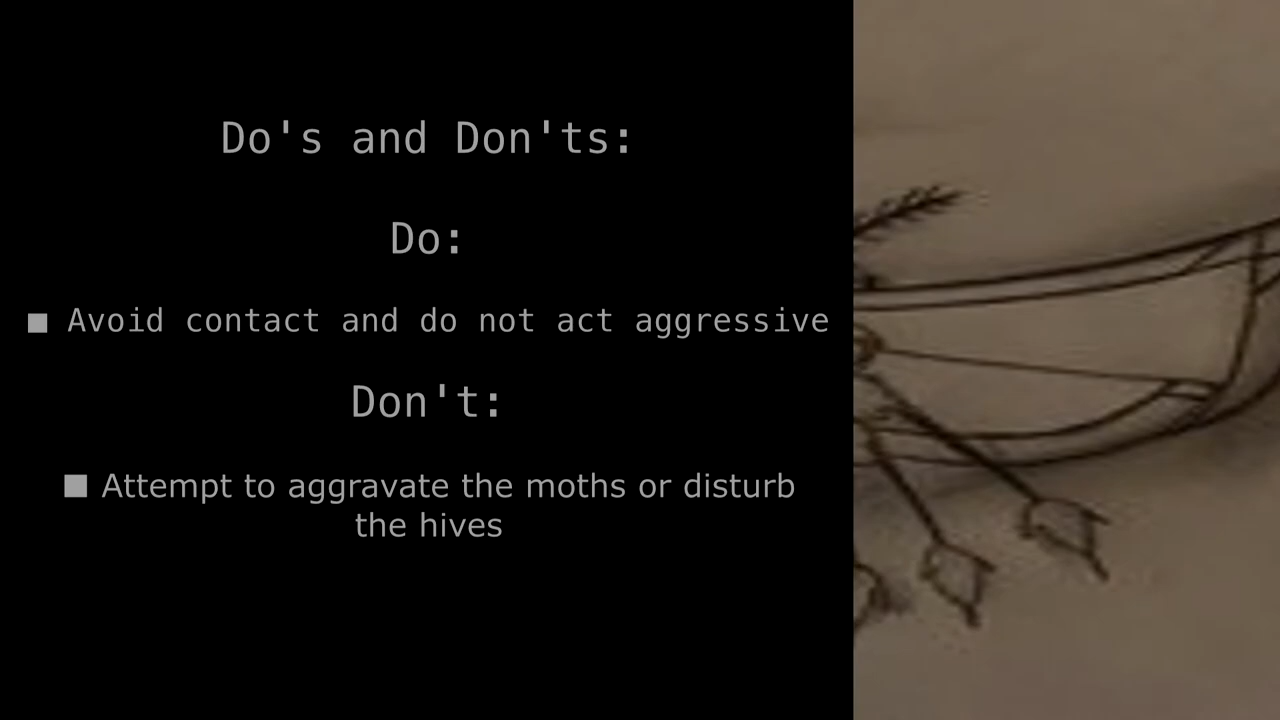 Do's and Don'ts:
Do:
■ Avoid contact and do not act aggressive
Don't:
■ Attempt to aggravate the moths or disturb
the hives